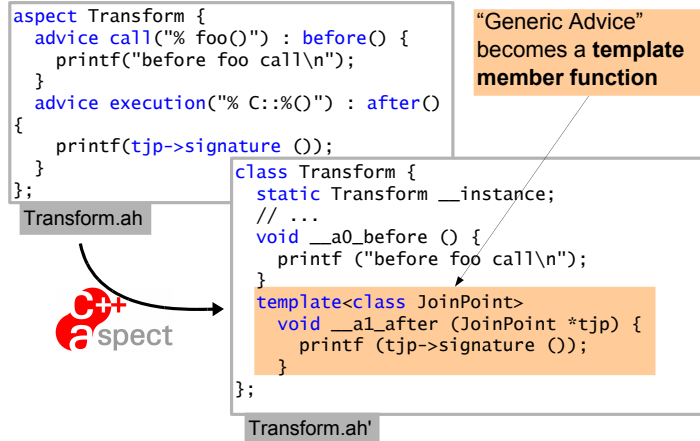 aspect Transform {
advice call("% foo()") : before() {
printf("before foo call\n");
}
advice execution("% C::%()") : after()
{
printf(tjp->signature ());
}
};
Transform.ah
“Generic Advice”
becomes a template
member function
class Transform {
static Transform __instance;
// ...
void __a0_before () {
printf ("before foo call\n");
}
template<class JoinPoint>
void __a1_after (JoinPoint *tjp) {
printf (tjp->signature ());
}
};
Transform.ah'
C++
aspect